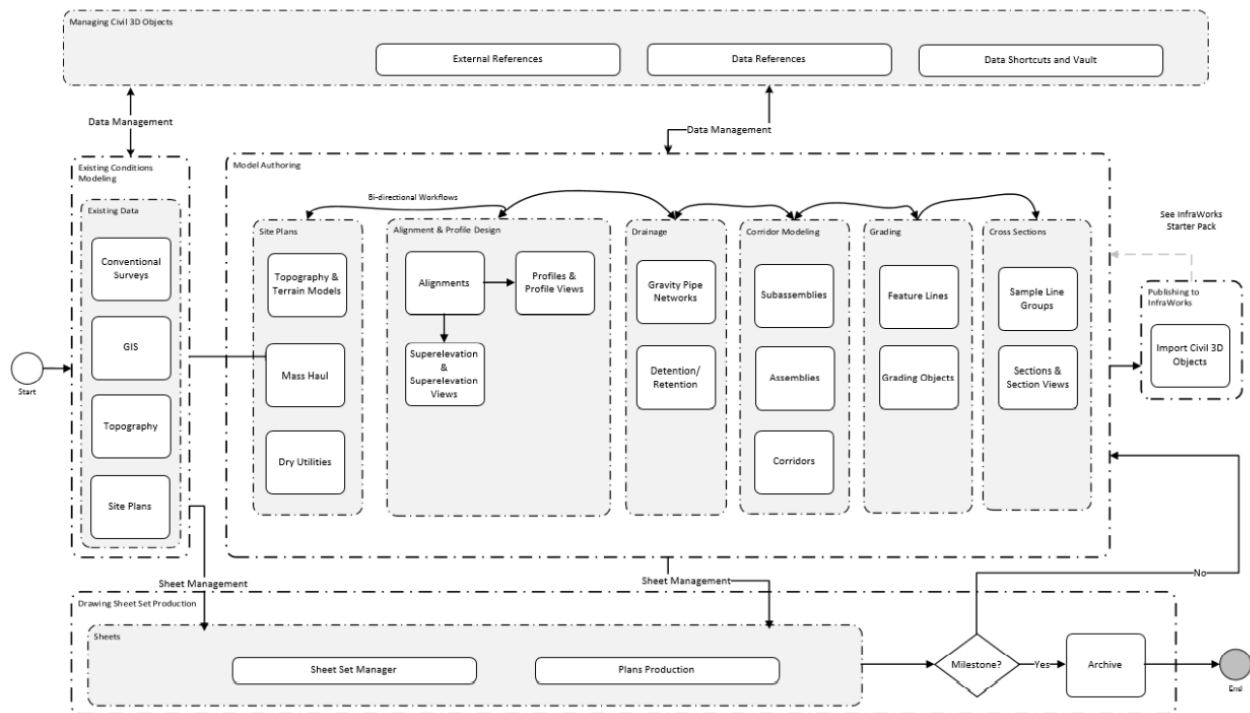 Managing Civil 3D Objects
External References
Data References
Data Shortcuts and Vault
Data Management
Data Management
Existing Conditions
Modeling
Existing Data
Conventional
Surveys
GIS
Topography
Site Plans
Start
Model Authoring
Bi-directional Workflows
Site Plans
Topography &
Terrain Models
Mass Haul
Dry Utilities
Alignment & Profile Design
Alignments
Profiles &
Profile Views
Superelevation
&
Superelevation
Views
Drainage
Gravity Pipe
Networks
Detention/
Retention
Corridor Modeling
Subassemblies
Assemblies
Corridors
Grading
Feature Lines
Grading Objects
Cross Sections
Sample Line
Groups
Sections &
Section Views
See InfraWorks
Starter Pack
Publishing to
InfraWorks
Import Civil 3D
Objects
Sheet Management
Sheet Management
No
Drawing Sheet Set Production
Sheets
Sheet Set Manager
Plans Production
Milestone?
Yes
Archive
End